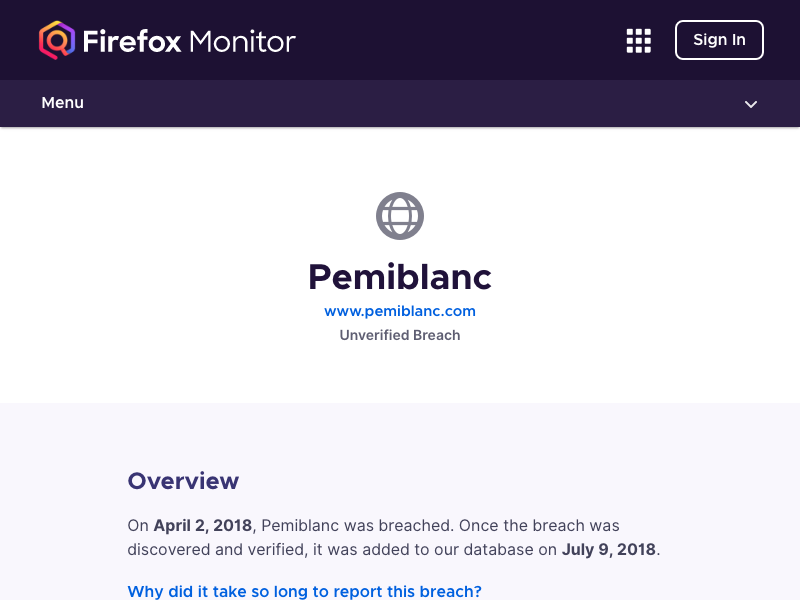 Firefox Monitor
Sign In
Menu
Pemiblanc
www.pemiblanc.com
Unverified Breach
Overview
On April 2, 2018, Pemiblanc was breached. Once the breach was
discovered and verified, it was added to our database on July 9, 2018.
Why did it take so long to report this breach?